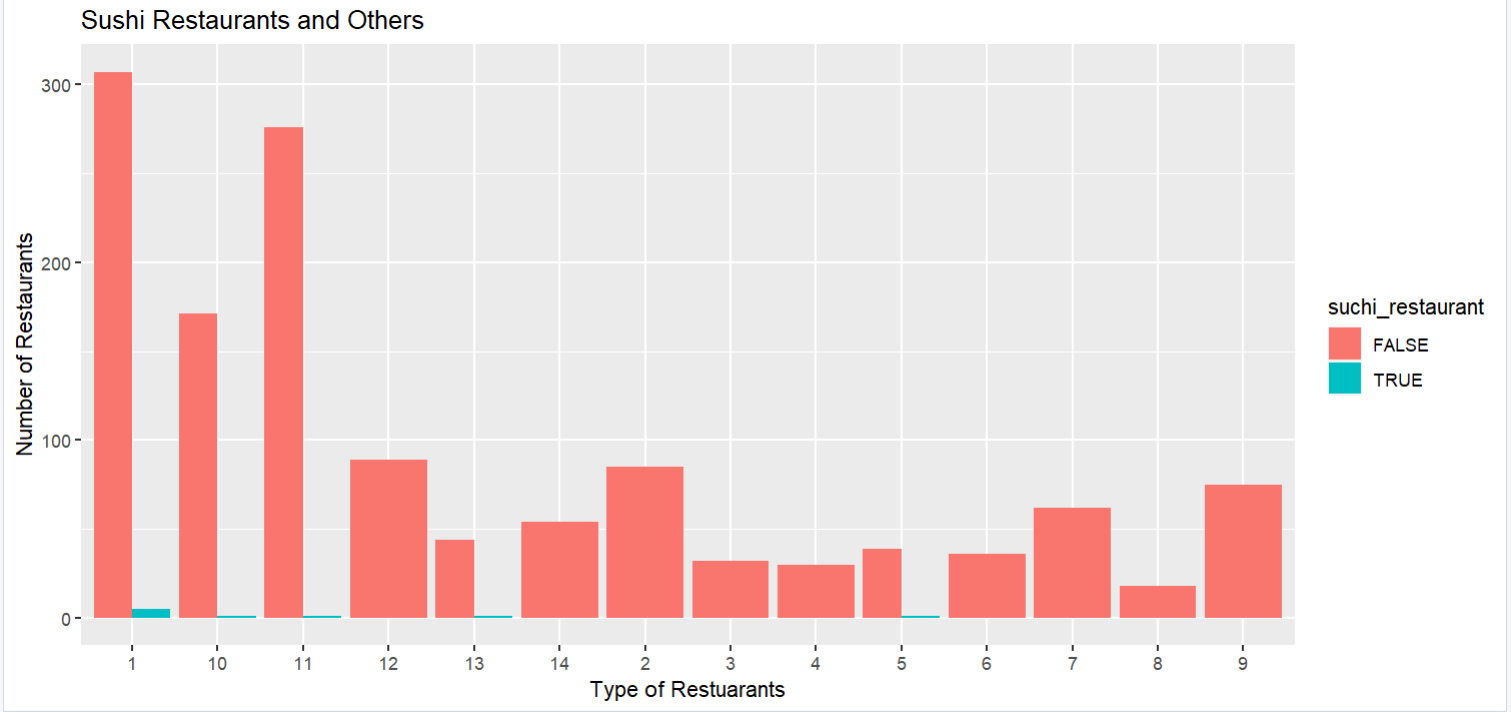 Sushi Restaurants and Others
Number of Restaurants
300
200
100
0
1 10 11 12 13 14 2 3 4 5 6 7 8 9
Type of Restuarants
suchi_restaurant
FALSE
TRUE